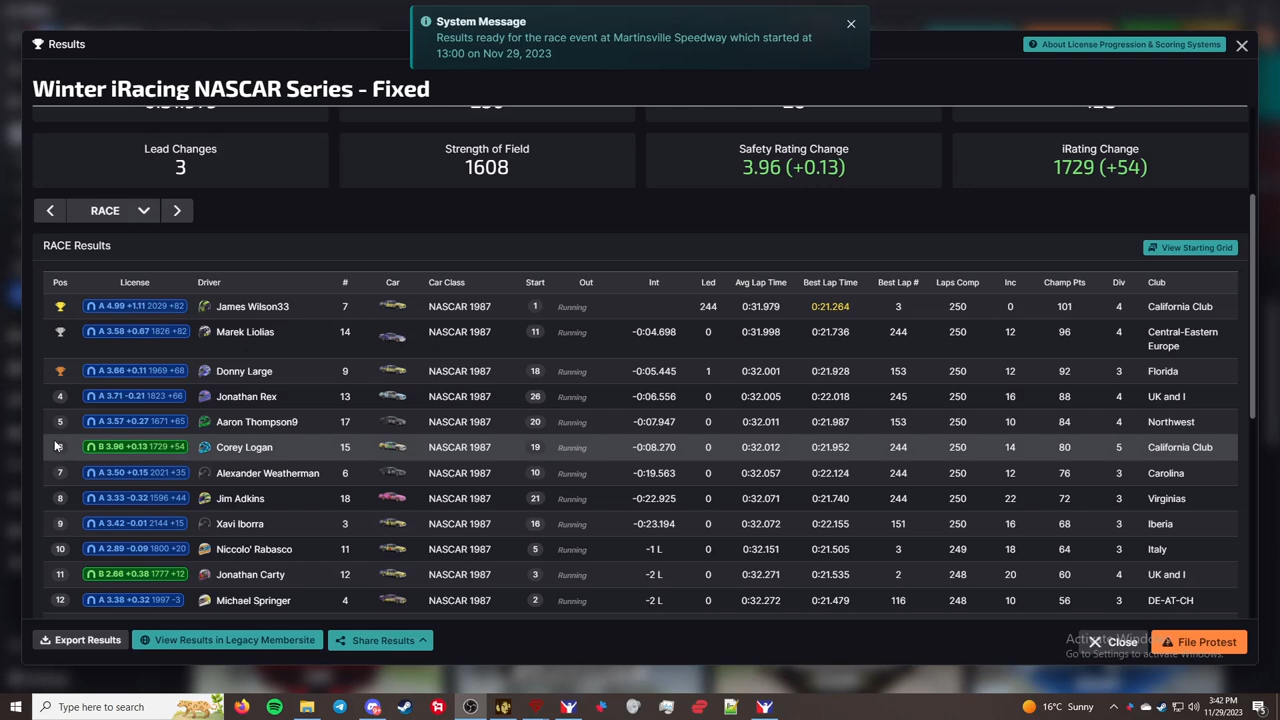 System Message
Results ready for the race event at Martinsville Speedway which started at
13:00 on Nov 29, 2023
Results
About License Progression & Scoring Systems
Winter iRacing NASCAR Series - Fixed
Lead Changes Strength of Field Safety Rating Change iRating Change
3 1608 3.96 (+0.13) 1729 (+54)
RACE
RACE Results
View Starting Grid
Pos License Driver # Car Car Class Start Out Int Led Avg Lap Time Best Lap Time Best Lap # Laps Comp Inc Champ Pts Div Club
A 4.99 +1.11 2029 +82 James Wilson33 7 NASCAR 1987 1 Running 244 0:31.979 0:21.264 3 250 0 101 4 California Club
A 3.58 +0.67 1826 +82 Marek Liolias 14 NASCAR 1987 11 Running -0:04.698 0 0:31.998 0:21.736 244 250 12 96 4 Central-Eastern
Europe
A 3.66 +0.11 1969 +68 Donny Large 9 NASCAR 1987 18 Running -0:05.445 1 0:32.001 0:21.928 153 250 12 92 3 Florida
4 A 3.71 -0.21 1823 +66 Jonathan Rex 13 NASCAR 1987 26 Running -0:06.556 0 0:32.005 0:22.018 245 250 16 88 4 UK and I
5 A 3.57 +0.27 1671 +65 Aaron Thompson9 17 NASCAR 1987 20 Running -0:07.947 0 0:32.011 0:21.922 244 250 10 84 4 Northwest
B 3.96 +0.13 1729 +54 Corey Logan 15 NASCAR 1987 19 Running -0:08.270 0 0:32.012 0:21.952 244 250 14 80 5 California Club
7 A 3.50 +0.15 2021 +35 Alexander Weatherman 6 NASCAR 1987 10 Running -0:19.563 0 0:32.058 0:22.124 244 250 12 76 3 Carolina
8 A 3.33 -0.32 1596 +44 Jim Adkins 18 NASCAR 1987 21 Running -0:22.925 0 0:32.071 0:21.740 244 250 22 72 3 Virginias
9 A 3.42 -0.01 2144 +15 Xavi Iborra 3 NASCAR 1987 16 Running -0:23.194 0 0:32.072 0:22.155 151 250 16 68 3 Iberia
10 A 2.89 -0.09 1800 +20 Niccolo' Rabasco 11 NASCAR 1987 5 Running -1 L 0 0:32.151 0:21.505 3 249 18 64 3 Italy
11 B 2.66 +0.38 1777 +12 Jonathan Carty 12 NASCAR 1987 3 Running -2 L 0 0:32.271 0:21.535 2 248 20 60 4 UK and I
12 A 3.38 +0.32 1997 -3 Michael Springer 4 NASCAR 1987 2 Running -2 L 0 0:32.272 0:21.479 116 248 10 56 3 DE-AT-CH
Export Results View Results in Legacy Membersite Share Results Close File Protest
Go to Settings to activate Windows.
Type here to search
16°C Sunny
3:42 PM
11/29/2023